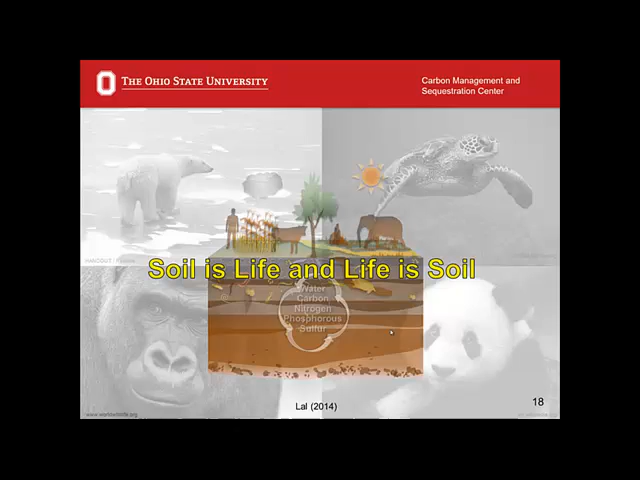 THE OHIO STATE UNIVERSITY
Carbon Management and
Sequestration Center
Soil is Life and Life is Soil
Water
Carbon
Nitrogen
Phosphorous
Sulfur
Lal (2014)
18
www.worldwildlife.org